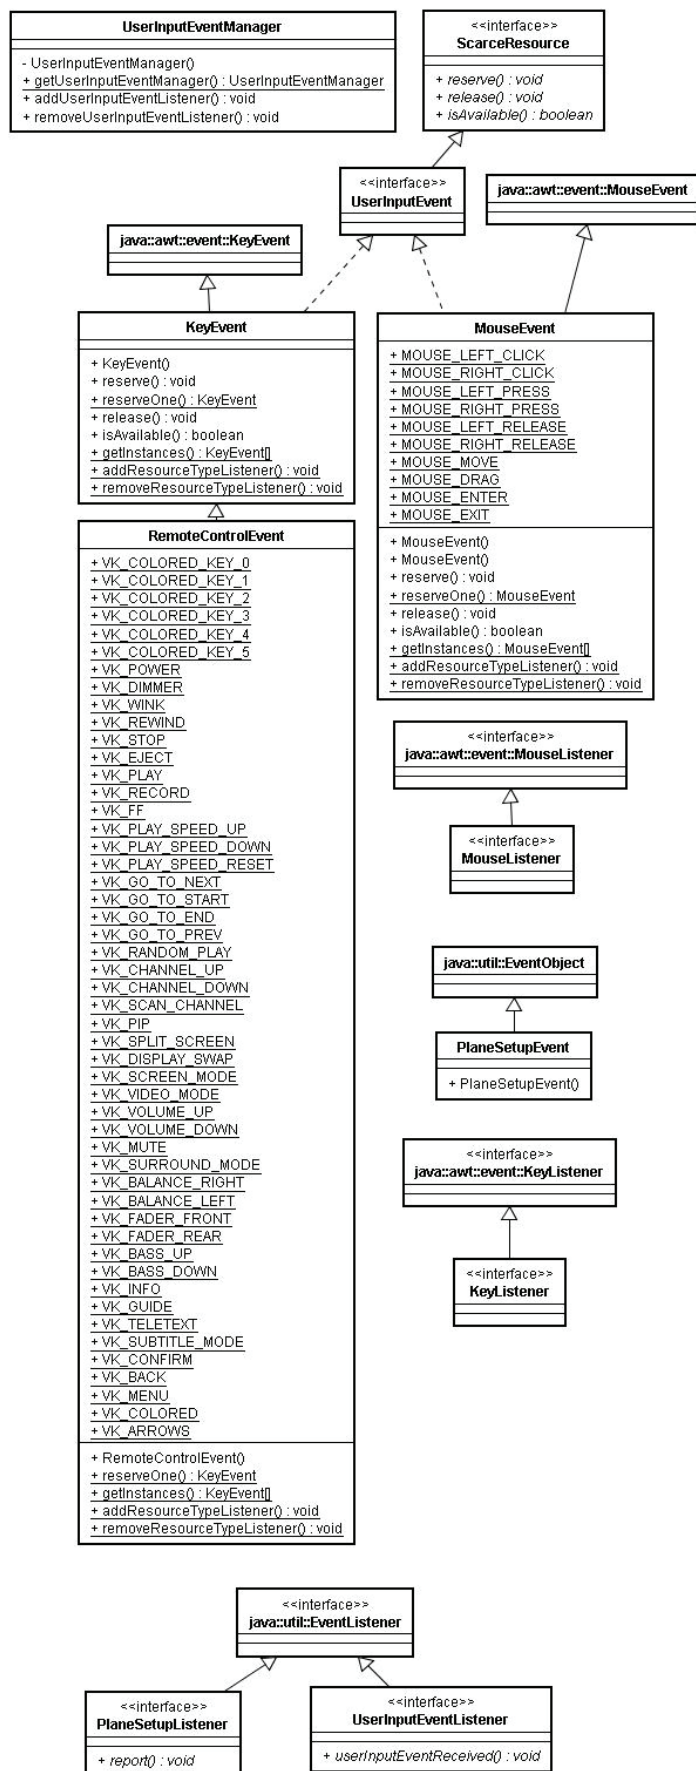 UserInputEventManager
- UserInputEventManager()
+ getUserInputEventManager() : UserInputEventManager
+ addUserInputEventListener() : void
+ removeUserInputEventListener() : void
<<interface>>
ScarceResource
+ reserve() : void
+ release() : void
+ isAvailable() : boolean
<<interface>>
UserInputEvent
java::awt::event::MouseEvent
java::awt::event::KeyEvent
KeyEvent
+ KeyEvent()
+ reserve() : void
+ reserveOne() : KeyEvent
+ release() : void
+ isAvailable() : boolean
+ getInstances() : KeyEvent[]
+ addResourceTypeListener() : void
+ removeResourceTypeListener() : void
MouseEvent
+ MOUSE_LEFT_CLICK
+ MOUSE_RIGHT_CLICK
+ MOUSE_LEFT_PRESS
+ MOUSE_RIGHT_PRESS
+ MOUSE_LEFT_RELEASE
+ MOUSE_RIGHT_RELEASE
+ MOUSE_MOVE
+ MOUSE_DRAG
+ MOUSE_ENTER
+ MOUSE_EXIT
+ MouseEvent()
+ MouseEvent()
+ reserve() : void
+ reserveOne() : MouseEvent
+ release() : void
+ isAvailable() : boolean
+ getInstances() : MouseEvent[]
+ addResourceTypeListener() : void
+ removeResourceTypeListener() : void
RemoteControlEvent
+ VK_COLORED_KEY_0
+ VK_COLORED_KEY_1
+ VK_COLORED_KEY_2
+ VK_COLORED_KEY_3
+ VK_COLORED_KEY_4
+ VK_COLORED_KEY_5
+ VK_POWER
+ VK_DIMMER
+ VK_WINK
+ VK_REWIND
+ VK_STOP
+ VK_EJECT
+ VK_PLAY
+ VK_RECORD
+ VK_FF
+ VK_PLAY_SPEED_UP
+ VK_PLAY_SPEED_DOWN
+ VK_PLAY_SPEED_RESET
+ VK_GO_TO_NEXT
+ VK_GO_TO_START
+ VK_GO_TO_END
+ VK_GO_TO_PREV
+ VK_RANDOM_PLAY
+ VK_CHANNEL_UP
+ VK_CHANNEL_DOWN
+ VK_SCAN_CHANNEL
+ VK_PIP
+ VK_SPLIT_SCREEN
+ VK_DISPLAY_SWAP
+ VK_SCREEN_MODE
+ VK_VIDEO_MODE
+ VK_VOLUME_UP
+ VK_VOLUME_DOWN
+ VK_MUTE
+ VK_SURROUND_MODE
+ VK_BALANCE_RIGHT
+ VK_BALANCE_LEFT
+ VK_FADER_FRONT
+ VK_FADER_REAR
+ VK_BASS_UP
+ VK_BASS_DOWN
+ VK_INFO
+ VK_GUIDE
+ VK_TELETEXT
+ VK_SUBTITLE_MODE
+ VK_CONFIRM
+ VK_BACK
+ VK_MENU
+ VK_COLORED
+ VK_ARROWS
+ RemoteControlEvent()
+ reserveOne() : KeyEvent
+ getInstances() : KeyEvent[]
+ addResourceTypeListener() : void
+ removeResourceTypeListener() : void
<<interface>>
java::awt::event::MouseListener
<<interface>>
MouseListener
java::util::EventObject
PlaneSetupEvent
+ PlaneSetupEvent()
<<interface>>
java::awt::event::KeyListener
<<interface>>
KeyListener
<<interface>>
java::util::EventListener
<<interface>>
PlaneSetupListener
+ report() : void
<<interface>>
UserInputEventListener
+ userInputEventReceived() : void